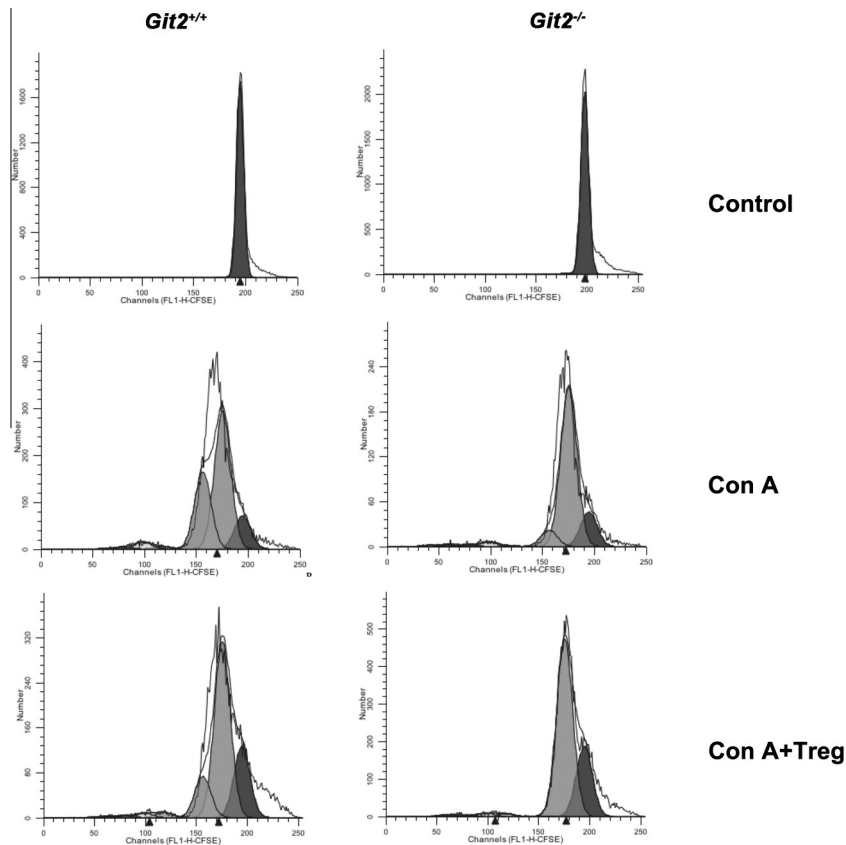 Git2+/+ Git2-/-
Number
1600
1200
800
400
0
0 50 100 150 200 250
Channels (FL1-H-CFSE)
Number
2000
1500
1000
500
0
0 50 100 150 200 250
Channels (FL1-H-CFSE)
Control
Number
400
300
200
100
0
0 50 100 150 200 250
Channels (FL1-H-CFSE)
Number
240
180
120
60
0
0 50 100 150 200 250
Channels (FL1-H-CFSE)
Con A
Number
320
240
160
80
0
0 50 100 150 200 250
Channels (FL1-H-CFSE)
Number
500
400
300
200
100
0
0 50 100 150 200 250
Channels (FL1-H-CFSE)
Con A+Treg